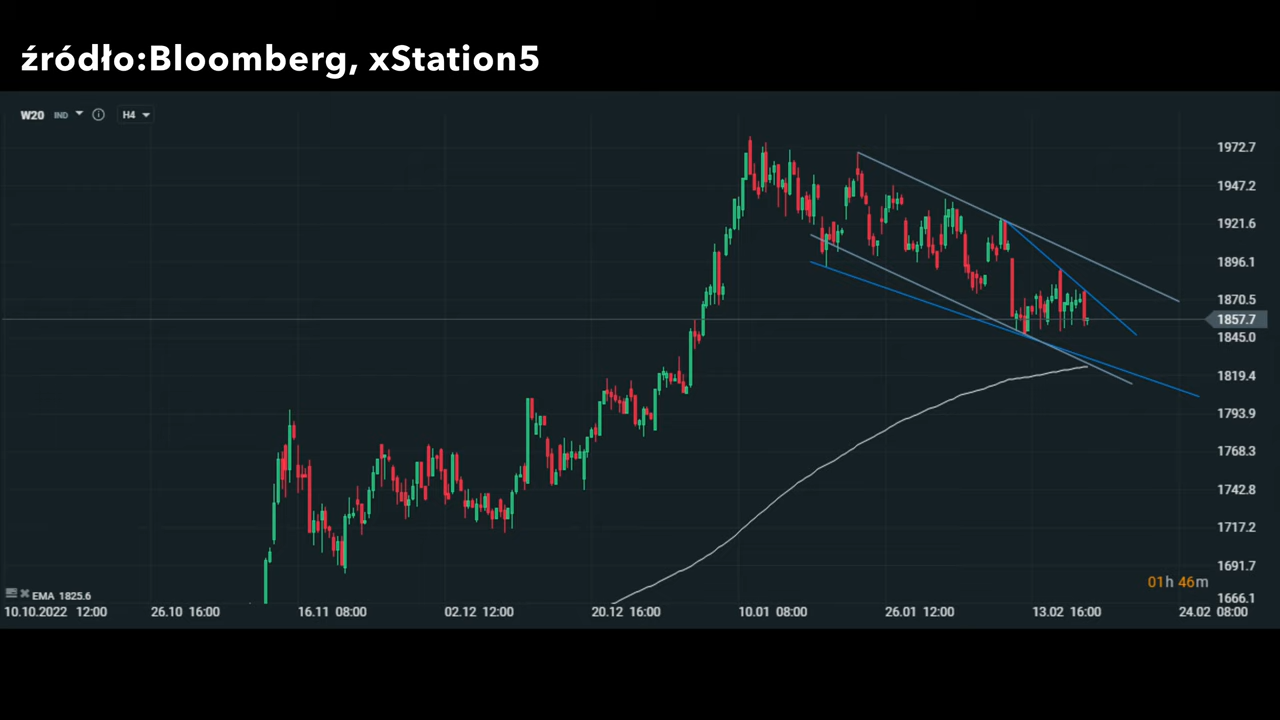 źródło:Bloomberg, xStation5
W20 IND H4
1972.7
1947.2
1921.6
1896.1
1870.5
1857.7
1845.0
1819.4
1793.9
1768.3
1742.8
1717.2
1691.7
01h 46m
EMA 1825.6
1666.1
10.10.2022 12:00 26.10 16:00 16.11 08:00 02.12 12:00 20.12 16:00 10.01 08:00 26.01 12:00 13.02 16:00 24.02 08:00